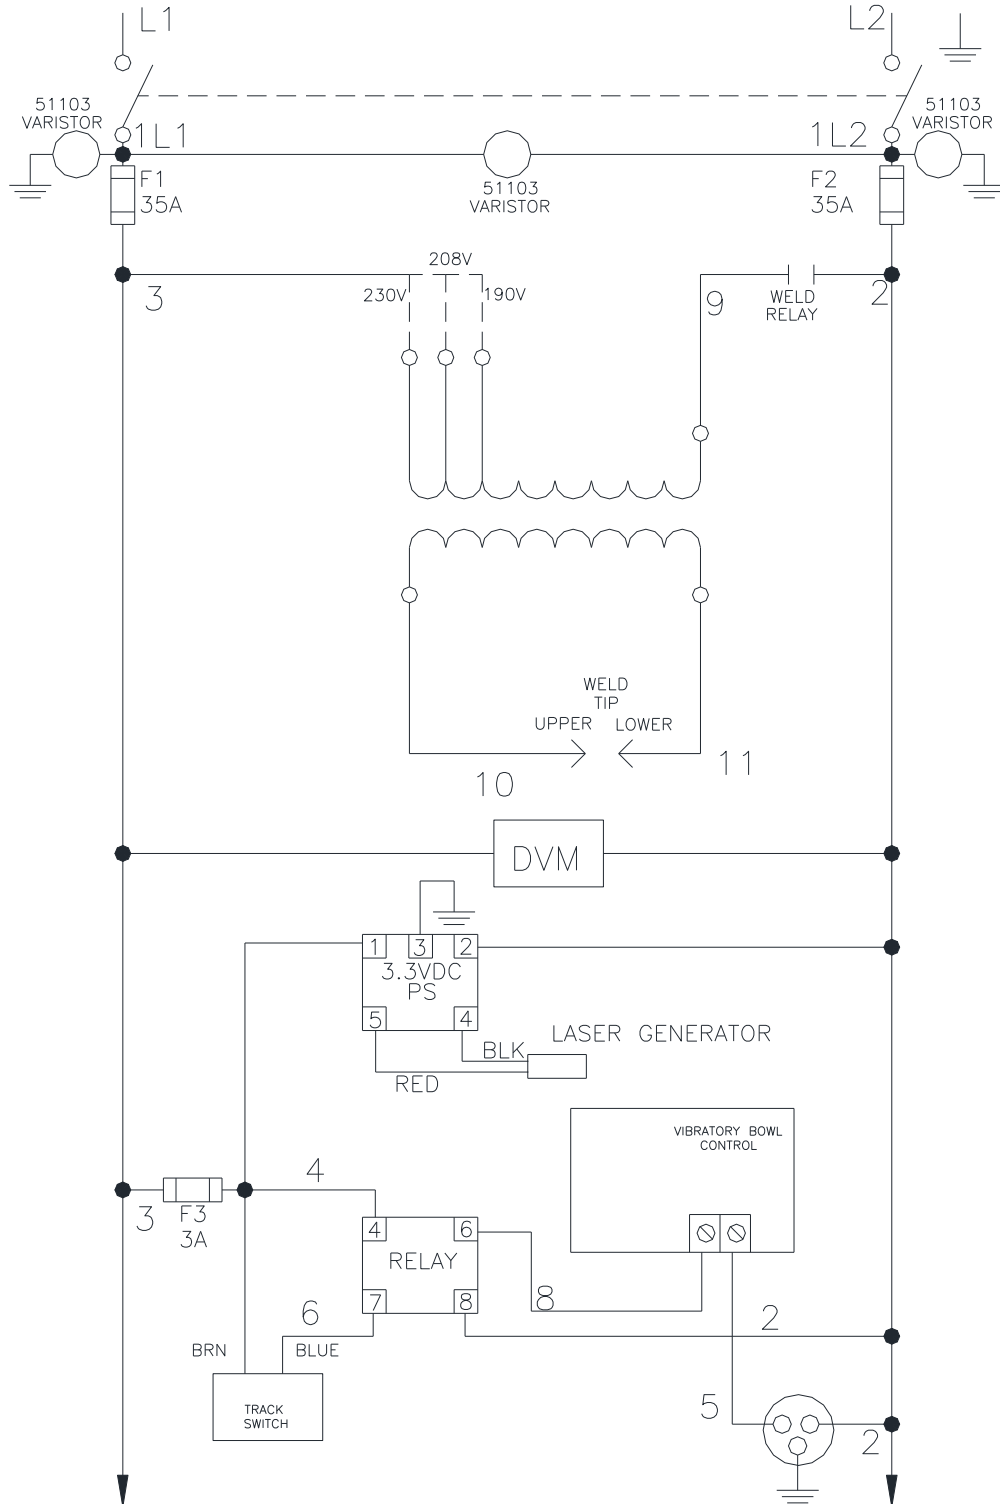 L1
L2
51103
VARISTOR
51103
VARISTOR
1L1
1L2
F1
35A
51103
VARISTOR
F2
35A
208V
230V
190V
3
9
WELD
RELAY
2
WELD
TIP
UPPER LOWER
10
11
DVM
1 3 2
3.3VDC
PS
5 4
LASER GENERATOR
BLK
RED
VIBRATORY BOWL
CONTROL
4
3
F3
3A
4 6
RELAY
7 8
8
6
2
BRN
BLUE
TRACK
SWITCH
5
2